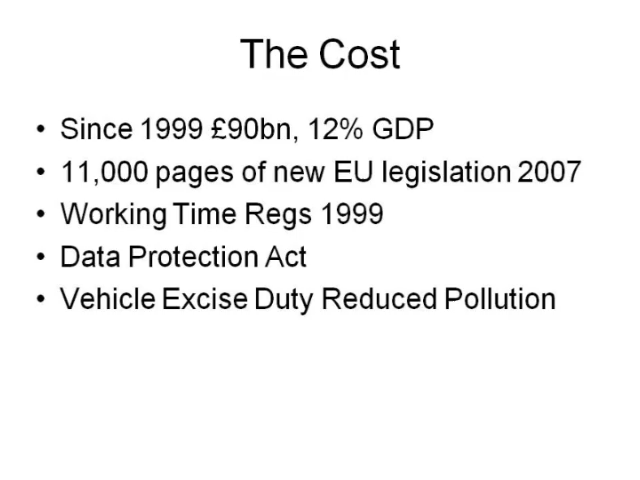 The Cost
• Since 1999 £90bn, 12% GDP
• 11,000 pages of new EU legislation 2007
• Working Time Regs 1999
• Data Protection Act
• Vehicle Excise Duty Reduced Pollution